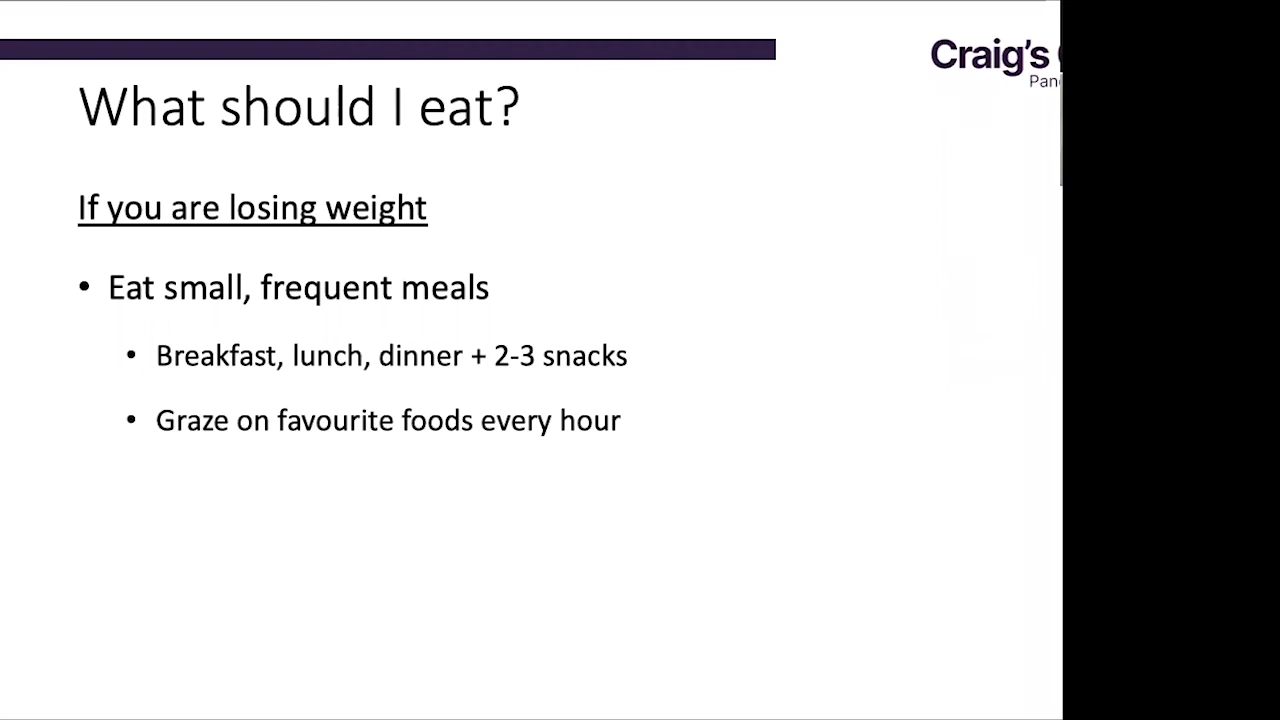 Craig's
What should I eat?
If you are losing weight
• Eat small, frequent meals
• Breakfast, lunch, dinner + 2-3 snacks
• Graze on favourite foods every hour